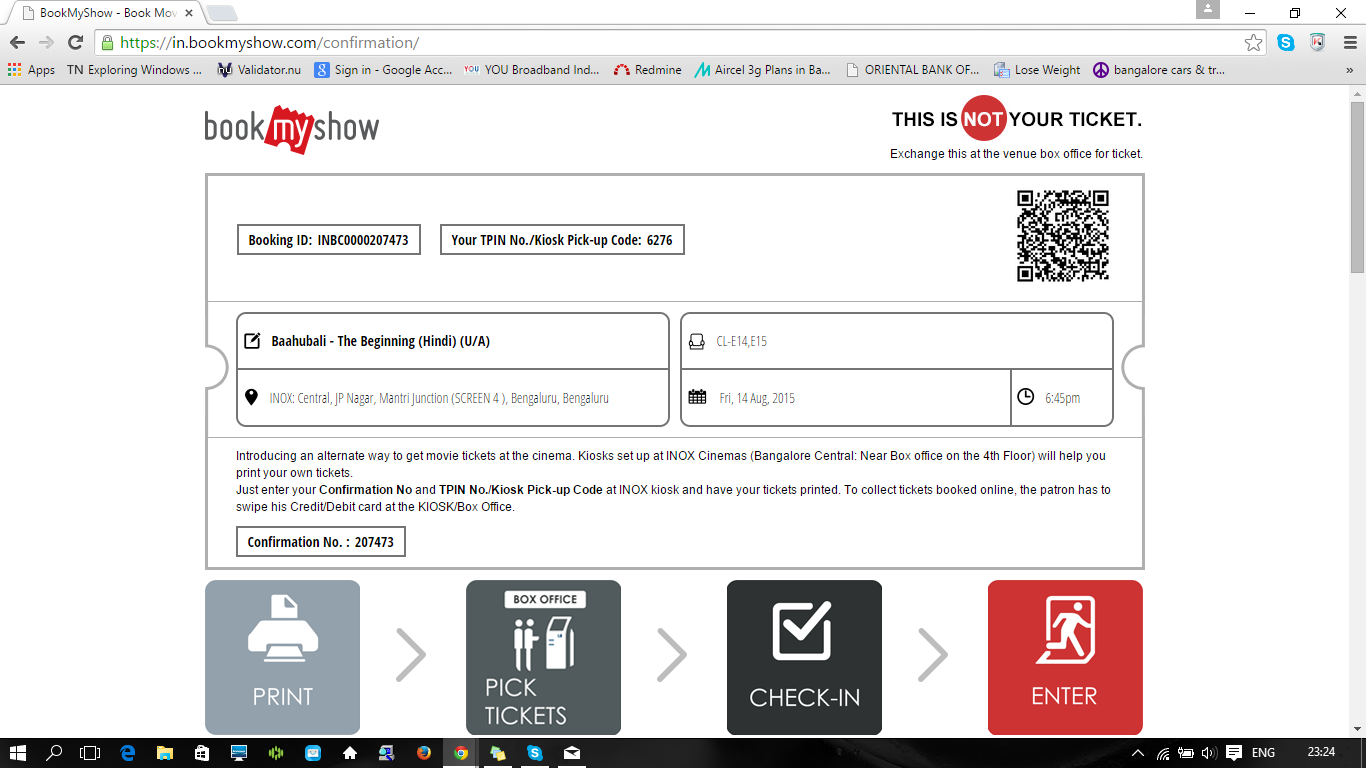 BookMyShow - Book Mov
https://in.bookmyshow.com/confirmation/
Apps
TN Exploring Windows ...
Validator.nu
Sign in - Google Acc...
YOU YOU Broadband Ind...
Redmine
Aircel 3g Plans in Ba...
ORIENTAL BANK OF...
Lose Weight
bangalore cars & tr...
»
bookmyshow
THIS IS NOT YOUR TICKET.
Exchange this at the venue box office for ticket.
Booking ID: INBC0000207473
Your TPIN No./Kiosk Pick-up Code: 6276
Baahubali - The Beginning (Hindi) (U/A)
CL-E14,E15
INOX: Central, JP Nagar, Mantri Junction (SCREEN 4 ), Bengaluru, Bengaluru
Fri, 14 Aug, 2015
6:45pm
Introducing an alternate way to get movie tickets at the cinema. Kiosks set up at INOX Cinemas (Bangalore Central: Near Box office on the 4th Floor) will help you
print your own tickets.
Just enter your Confirmation No and TPIN No./Kiosk Pick-up Code at INOX kiosk and have your tickets printed. To collect tickets booked online, the patron has to
swipe his Credit/Debit card at the KIOSK/Box Office.
Confirmation No. : 207473
PRINT
BOX OFFICE
PICK
TICKETS
CHECK-IN
ENTER
ENG
23:24